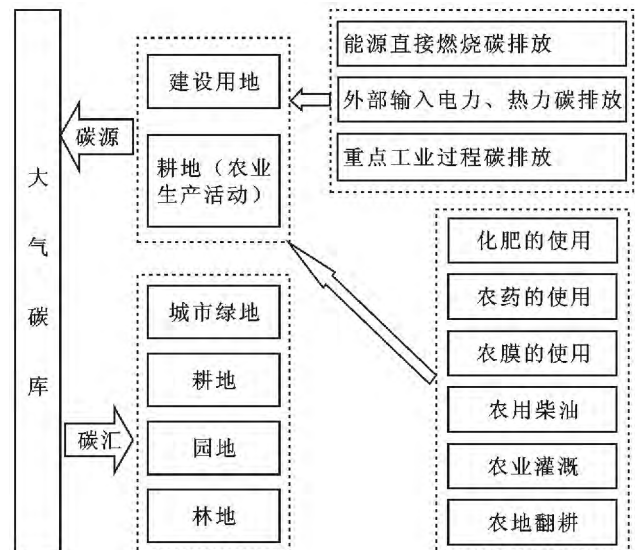 大气碳库
碳源
碳汇
建设用地
耕地（农业
生产活动）
城市绿地
耕地
园地
林地
能源直接燃烧碳排放
外部输入电力、热力碳排放
重点工业过程碳排放
化肥的使用
农药的使用
农膜的使用
农用柴油
农业灌溉
农地翻耕